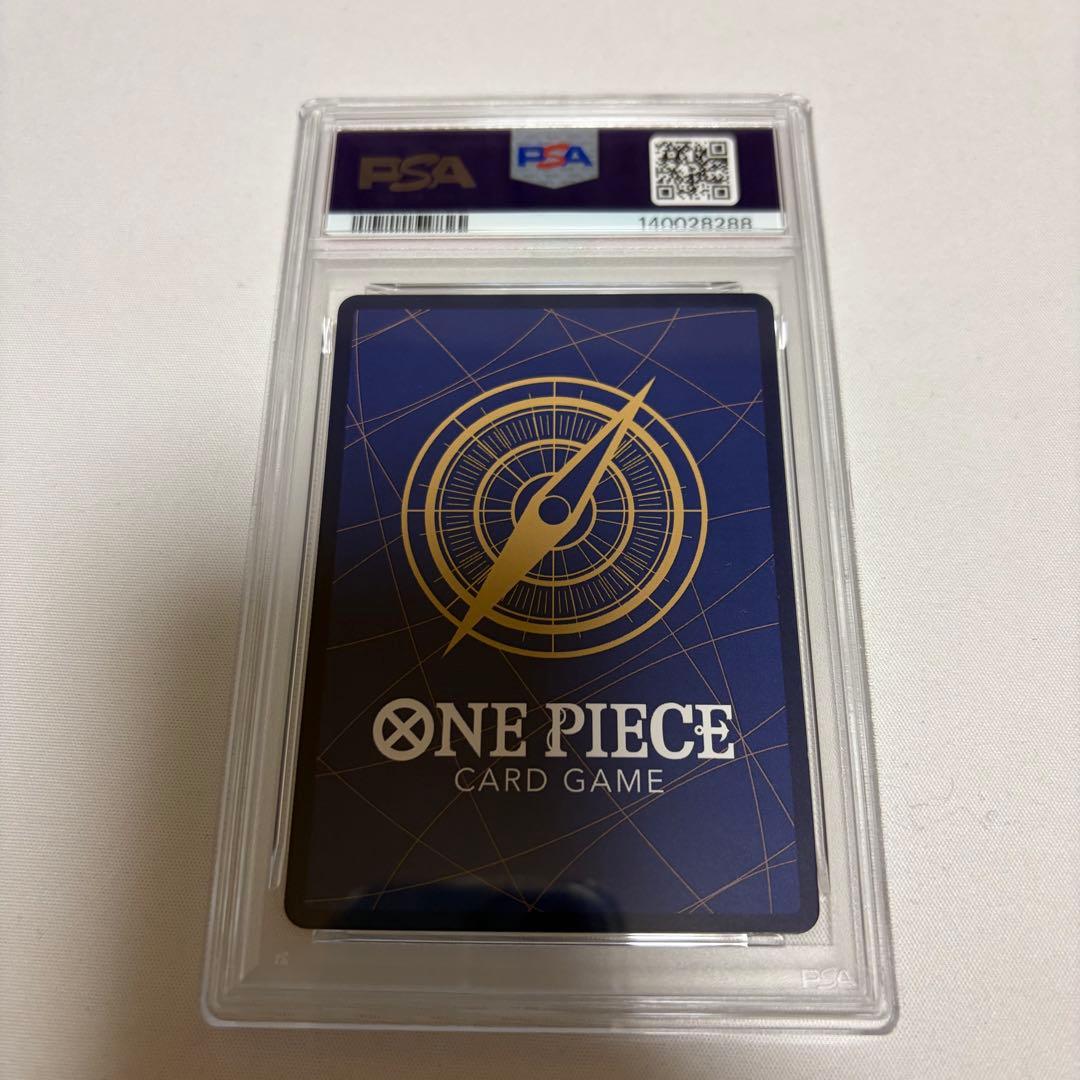 PSA
PSA
140028288
ONE PIECE
CARD GAME
PSA